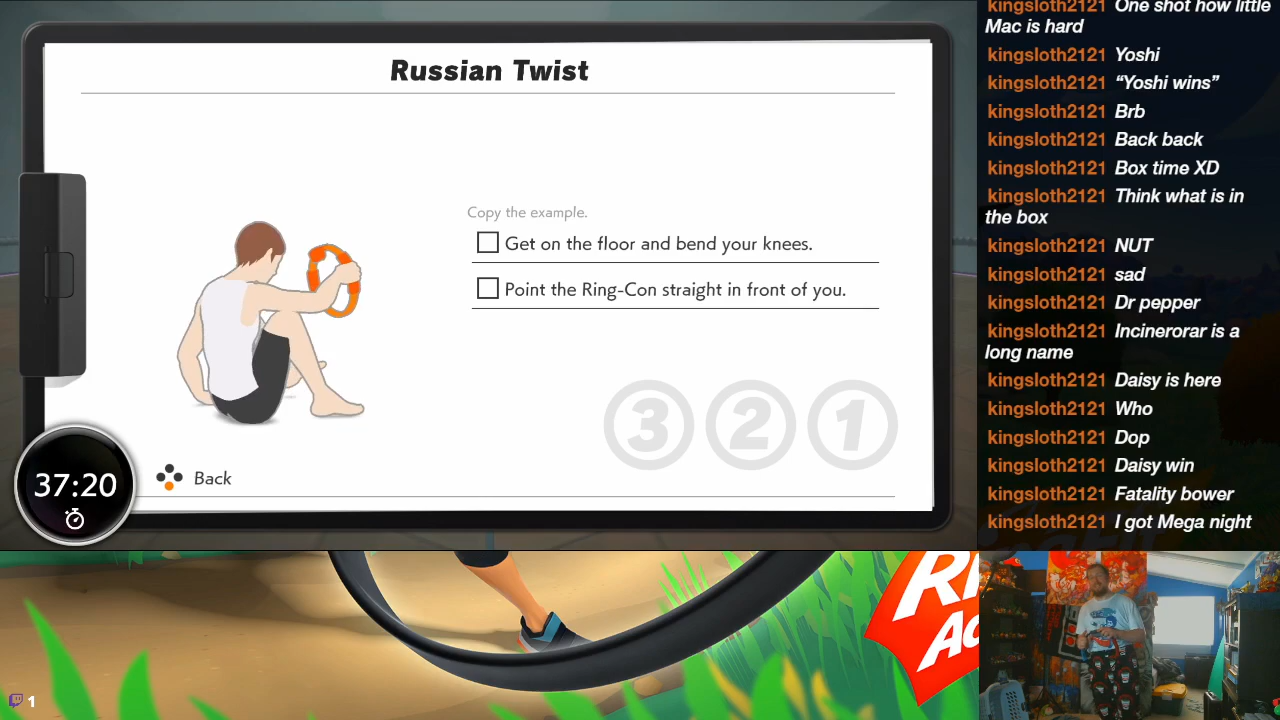 Russian Twist
Copy the example.
Get on the floor and bend your knees.
Point the Ring-Con straight in front of you.
3 2 1
37:20
Back
1
kingsloth2121 One shot how little
Mac is hard
kingsloth2121 Yoshi
kingsloth2121 “Yoshi wins”
kingsloth2121 Brb
kingsloth2121 Back back
kingsloth2121 Box time XD
kingsloth2121 Think what is in
the box
kingsloth2121 NUT
kingsloth2121 sad
kingsloth2121 Dr pepper
kingsloth2121 Incinerorar is a
long name
kingsloth2121 Daisy is here
kingsloth2121 Who
kingsloth2121 Dop
kingsloth2121 Daisy win
kingsloth2121 Fatality bower
kingsloth2121 I got Mega night